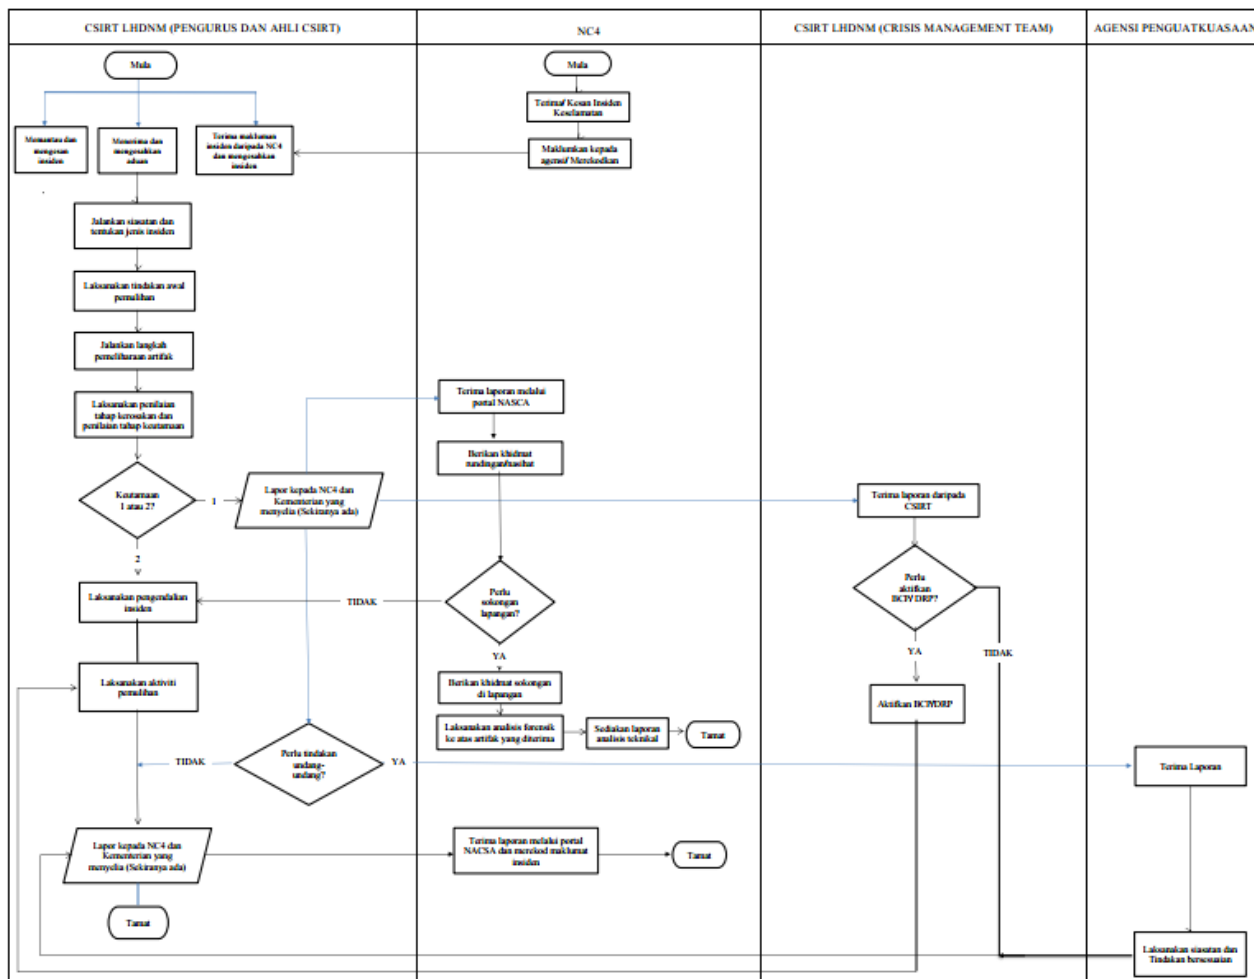 CSIRT LHDNM (PENGURUS DAN AHLI CSIRT)
NC4
CSIRT LHDNM (CRISIS MANAGEMENT TEAM)
AGENSI PENGUATKUASAAN
Mula
Memantau dan
mengesan
insiden
Menerima dan
mengesahkan
aduan
Terima makluman
insiden daripada NC4
dan mengesahkan
insiden
Jalankan siasatan dan
tentukan jenis insiden
Laksanakan tindakan awal
pemulihan
Jalankan langkah
pemeliharaan artifak
Laksanakan penilaian
tahap kerosakan dan
penilaian tahap keutamaan
Keutamaan
1 atau 2?
1
2
Lapor kepada NC4 dan
Kementerian yang
menyelia (Sekiranya ada)
Laksanakan pengendalian
insiden
Laksanakan aktiviti
pemulihan
Perlu tindakan
undang-
undang?
TIDAK
YA
Lapor kepada NC4 dan
Kementerian yang
menyelia (Sekiranya ada)
Tamat
Mula
Terima/ Kesan Insiden
Keselamatan
Maklumkan kepada
agensi/ Merekodkan
Terima laporan melalui
portal NASCA
Berikan khidmat
rundingan/nasihat
Perlu
sokongan
lapangan?
TIDAK
YA
Berikan khidmat sokongan
di lapangan
Laksanakan analisis forensik
ke atas artifak yang diterima
Sediakan laporan
analisis teknikal
Tamat
Terima laporan melalui portal
NACSA dan merekod maklumat
insiden
Tamat
Terima laporan daripada
CSIRT
Perlu
aktifkan
BCP/DRP?
YA
TIDAK
Aktifkan BCP/DRP
Terima Laporan
Laksanakan siasatan dan
Tindakan bersesuaian